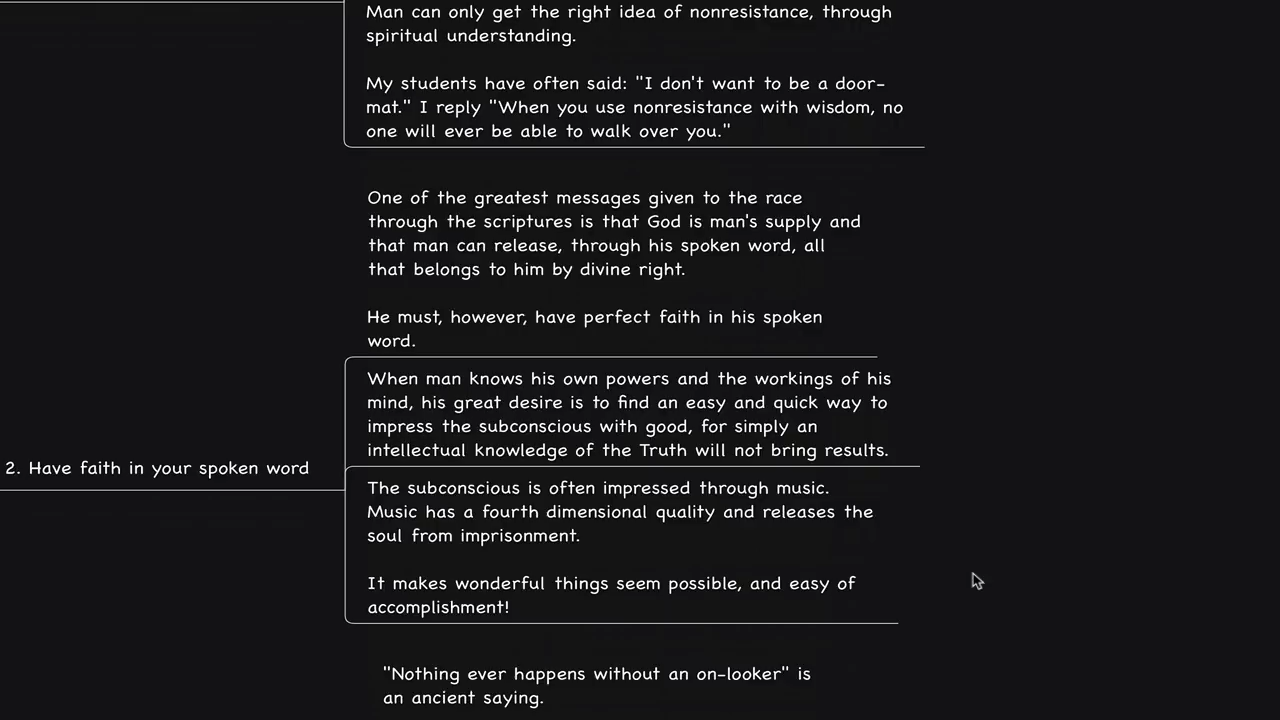 Man can only get the right idea of nonresistance, through
spiritual understanding.
My students have often said: "I don't want to be a door-
mat." I reply "When you use nonresistance with wisdom, no
one will ever be able to walk over you."
One of the greatest messages given to the race
through the scriptures is that God is man's supply and
that man can release, through his spoken word, all
that belongs to him by divine right.
He must, however, have perfect faith in his spoken
word.
When man knows his own powers and the workings of his
mind, his great desire is to find an easy and quick way to
impress the subconscious with good, for simply an
intellectual knowledge of the Truth will not bring results.
2. Have faith in your spoken word
The subconscious is often impressed through music.
Music has a fourth dimensional quality and releases the
soul from imprisonment.
It makes wonderful things seem possible, and easy of
accomplishment!
"Nothing ever happens without an on-looker" is
an ancient saying.